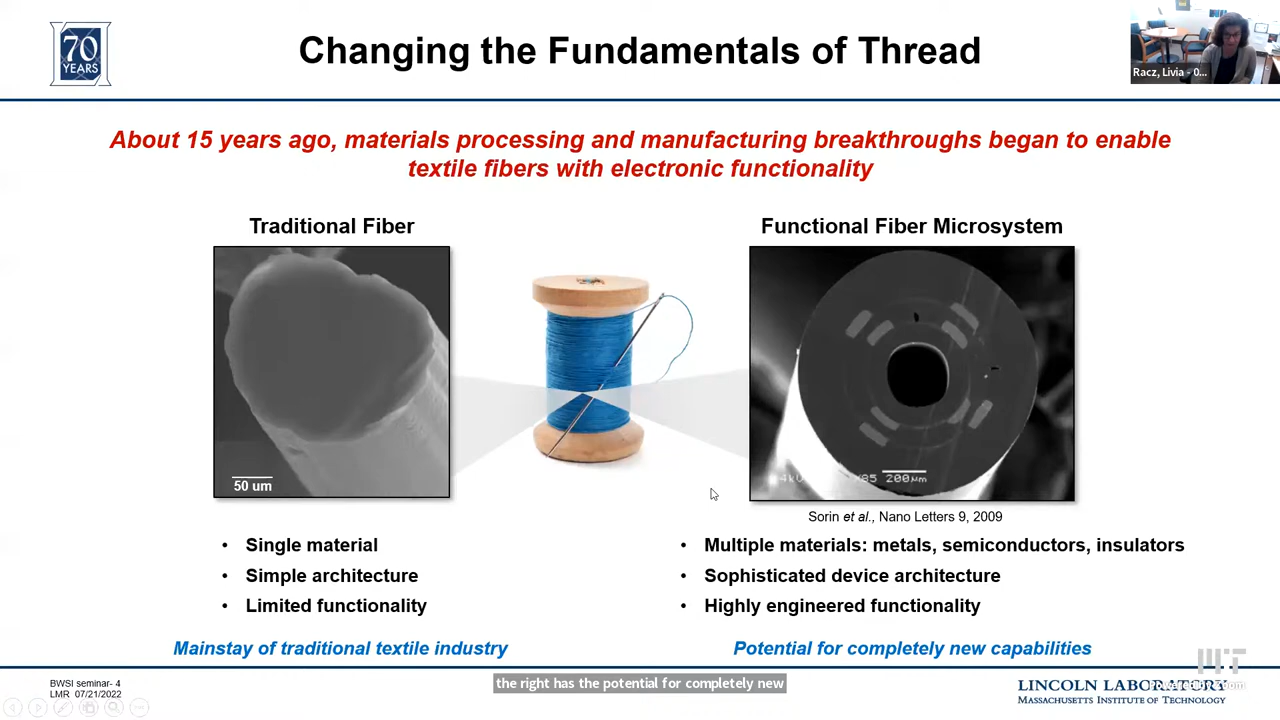 70
YEARS
Changing the Fundamentals of Thread
Racz, Livia - 0...
About 15 years ago, materials processing and manufacturing breakthroughs began to enable
textile fibers with electronic functionality
Traditional Fiber
Functional Fiber Microsystem
50 um
85 200μm
Sorin et al., Nano Letters 9, 2009
• Single material
• Simple architecture
• Limited functionality
• Multiple materials: metals, semiconductors, insulators
• Sophisticated device architecture
• Highly engineered functionality
Mainstay of traditional textile industry
Potential for completely new capabilities
BWSI seminar- 4
LMR 07/21/2022
the right has the potential for completely new
MIT
LINCOLN LABORATORY
MASSACHUSETTS INSTITUTE OF TECHNOLOGY